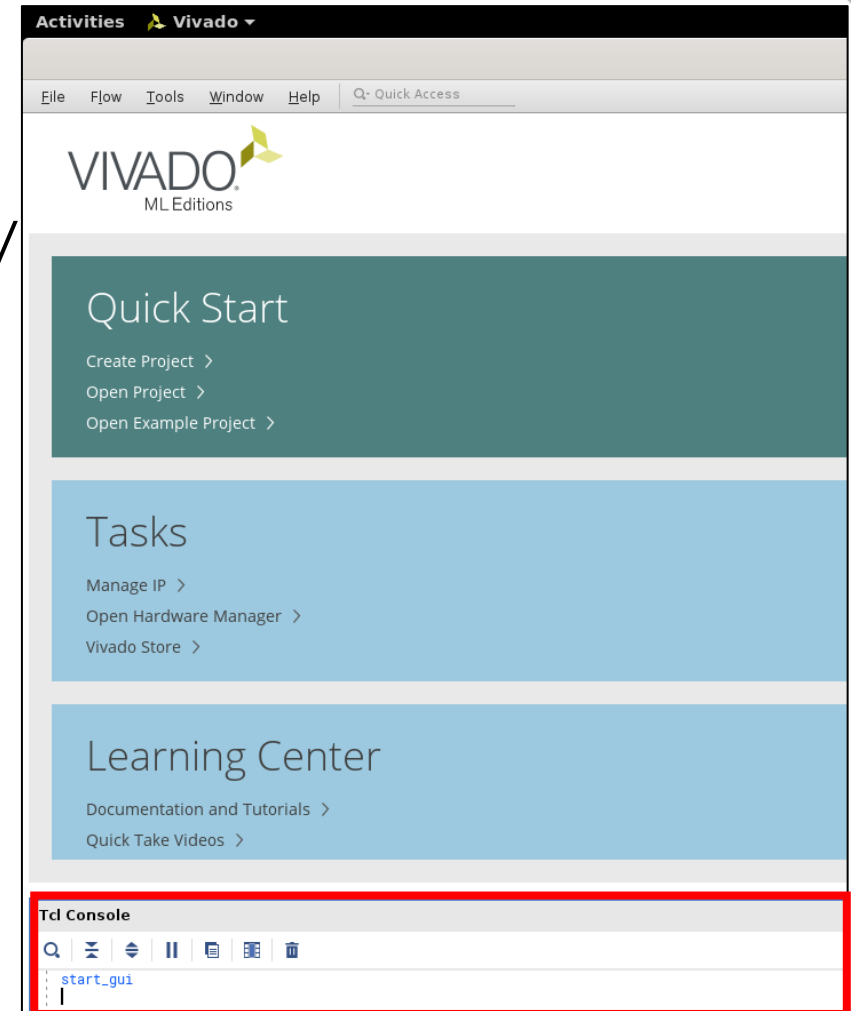 Activities Vivado
File Flow Tools Window Help Quick Access
VIVADO.
ML Editions
/
Quick Start
Create Project >
Open Project >
Open Example Project >
Tasks
Manage IP >
Open Hardware Manager >
Vivado Store >
Learning Center
Documentation and Tutorials >
Quick Take Videos >
Tcl Console
start_gui